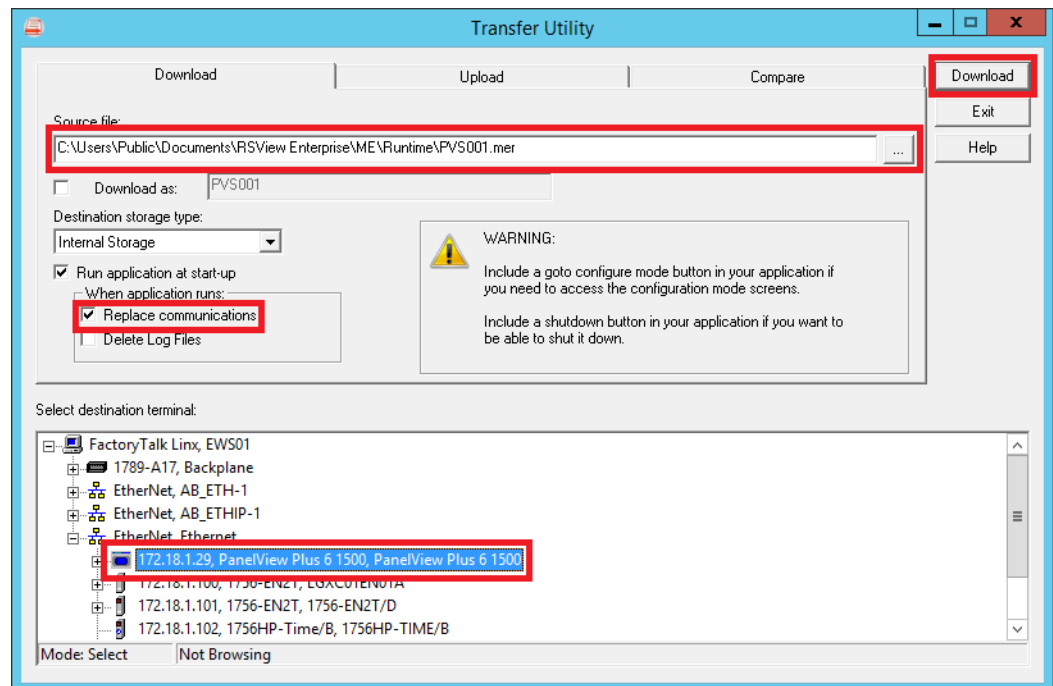 Transfer Utility
Download
Upload
Compare
Download
Exit
Help
Source file:
C:\Users\Public\Documents\RSView Enterprise\ME\Runtime\PVS001.mer
...
Download as:
PVS001
Destination storage type:
Internal Storage
Run application at start-up
When application runs:
Replace communications
Delete Log Files
WARNING:
Include a goto configure mode button in your application if
you need to access the configuration mode screens.
Include a shutdown button in your application if you want to
be able to shut it down.
Select destination terminal:
FactoryTalk Linx, EWS01
1789-A17, Backplane
EtherNet, AB_ETH-1
EtherNet, AB_ETHIP-1
EtherNet, Ethernet
172.18.1.29, PanelView Plus 6 1500, PanelView Plus 6 1500
172.18.1.100, 1756-EN2T, LGXC01EN01A
172.18.1.101, 1756-EN2T, 1756-EN2T/D
172.18.1.102, 1756HP-Time/B, 1756HP-TIME/B
Mode: Select
Not Browsing